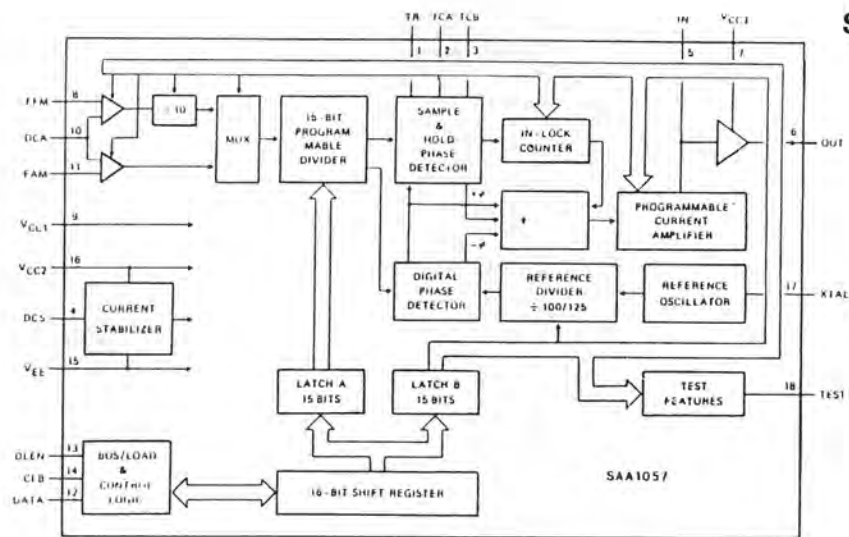 TR TCA TCB IN VCC3
1 2 3 5 7
FFM 8
DCA 10
FAM 11
÷10
MUX
15-BIT
PROGRAM
MABLE
DIVIDER
SAMPLE
&
HOLD
PHASE
DETECTOR
IN-LOCK
COUNTER
6 OUT
+φ
-φ
PROGRAMMABLE
CURRENT
AMPLIFIER
VCC1 9
VCC2 16
DCS 4
VEE 15
CURRENT
STABILIZER
DIGITAL
PHASE
DETECTOR
REFERENCE
DIVIDER
÷ 100/125
REFERENCE
OSCILLATOR
17 XTAL
LATCH A
15 BITS
LATCH B
15 BITS
TEST
FEATURES
18 TEST
DLEN 13
CLB 14
DATA 12
BUS/LOAD
&
CONTROL
LOGIC
16-BIT SHIFT REGISTER
SAA1057